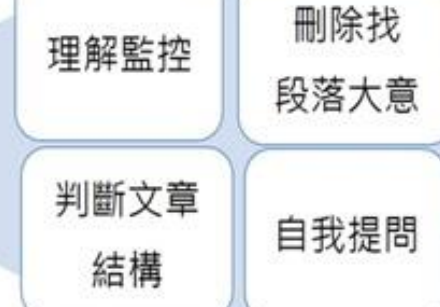 理解監控
刪除找
段落大意
判斷文章
結構
自我提問